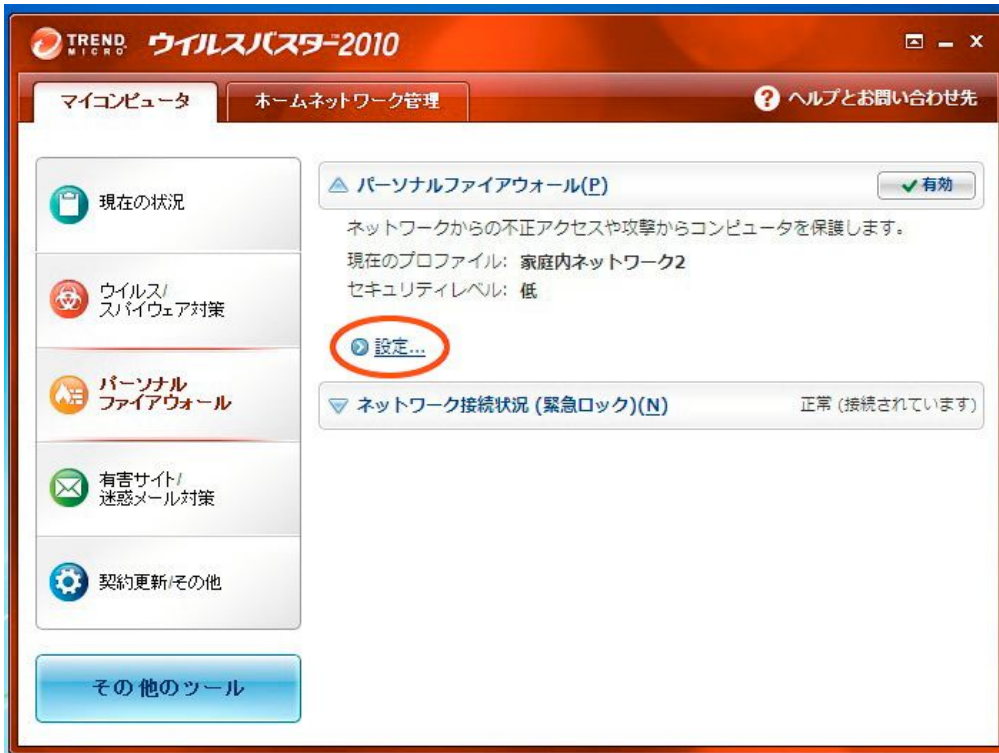 TREND MICRO ウイルスバスター™2010
マイコンピュータ
ホームネットワーク管理
? ヘルプとお問い合わせ先
現在の状況
ウイルス/
スパイウェア対策
パーソナル
ファイアウォール
有害サイト/
迷惑メール対策
契約更新/その他
その他のツール
パーソナルファイアウォール(P)
有効
ネットワークからの不正アクセスや攻撃からコンピュータを保護します。
現在のプロファイル: 家庭内ネットワーク2
セキュリティレベル: 低
設定...
ネットワーク接続状況 (緊急ロック)(N)
正常 (接続されています)